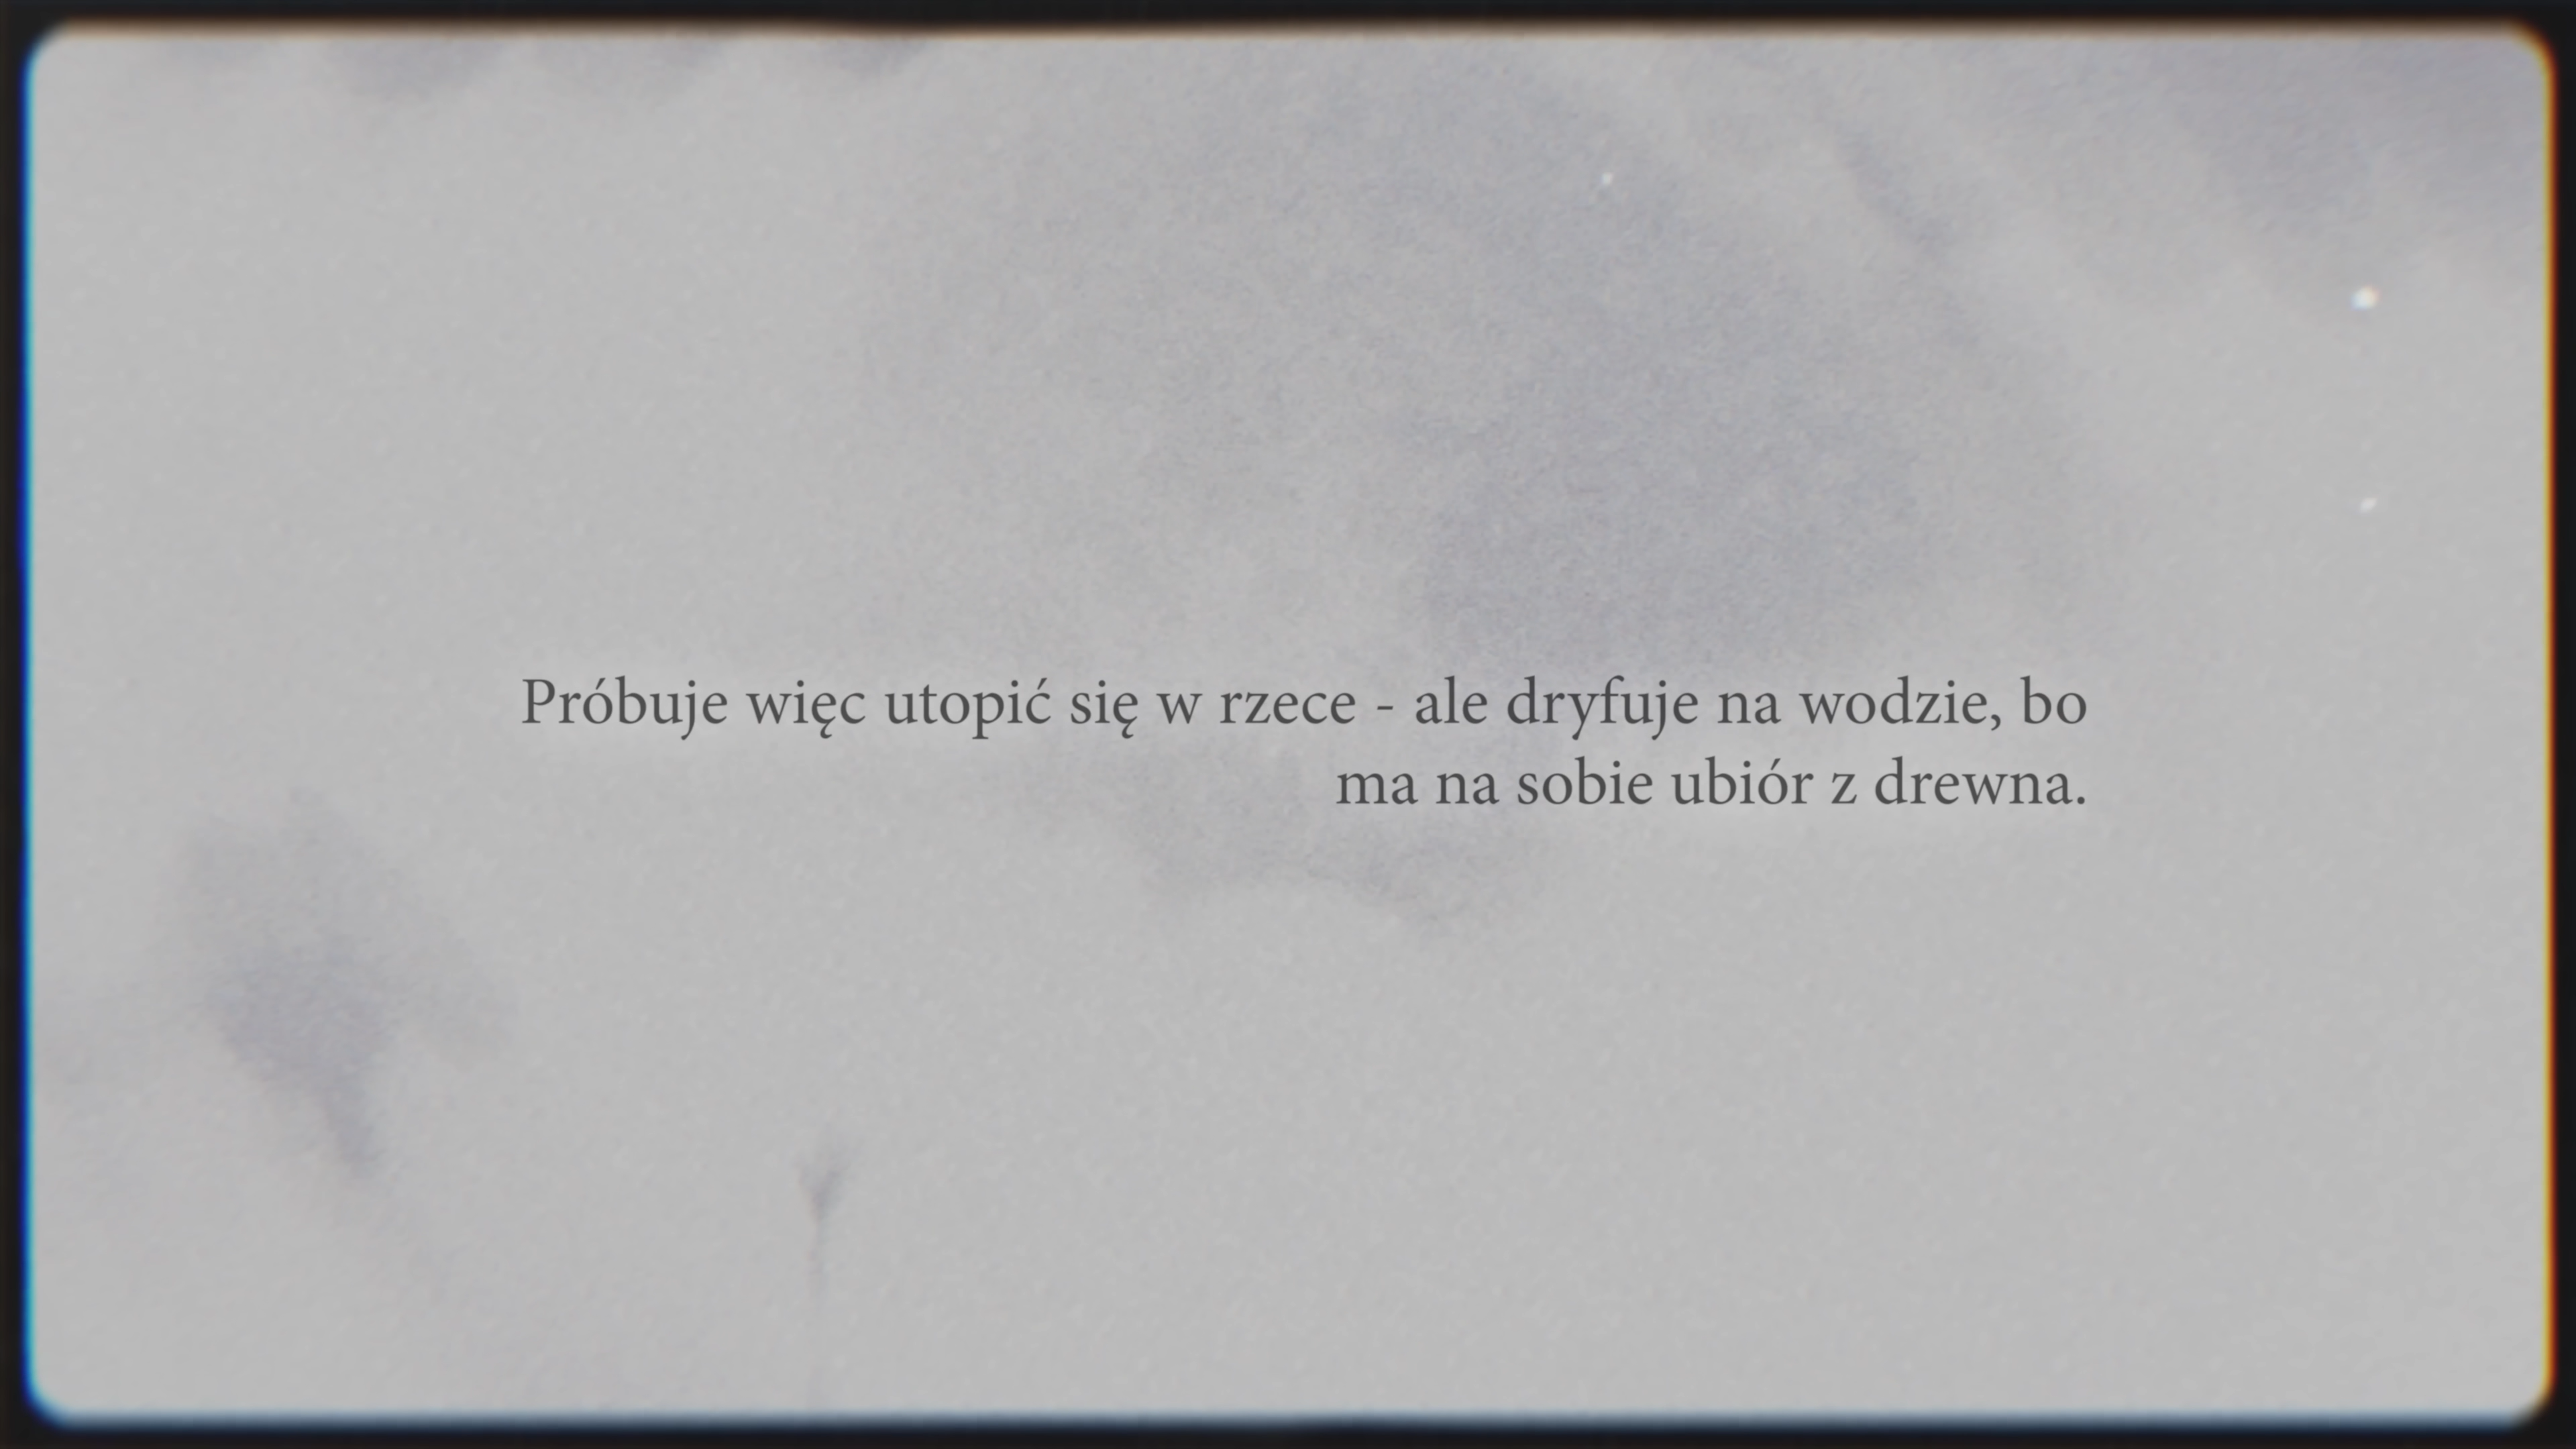 Próbuje więc utopić się w rzece - ale dryfuje na wodzie, bo
ma na sobie ubiór z drewna.